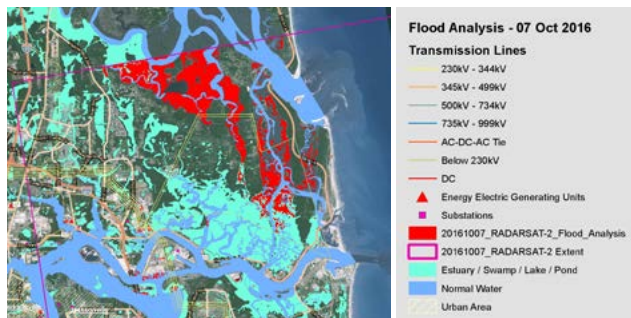 Flood Analysis - 07 Oct 2016
Transmission Lines
230kV - 344kV
345kV - 499kV
500kV - 734kV
735kV - 999kV
AC-DC-AC Tie
Below 230kV
DC
Energy Electric Generating Units
Substations
20161007_RADARSAT-2_Flood_Analysis
20161007_RADARSAT-2 Extent
Estuary / Swamp / Lake / Pond
Normal Water
Urban Area